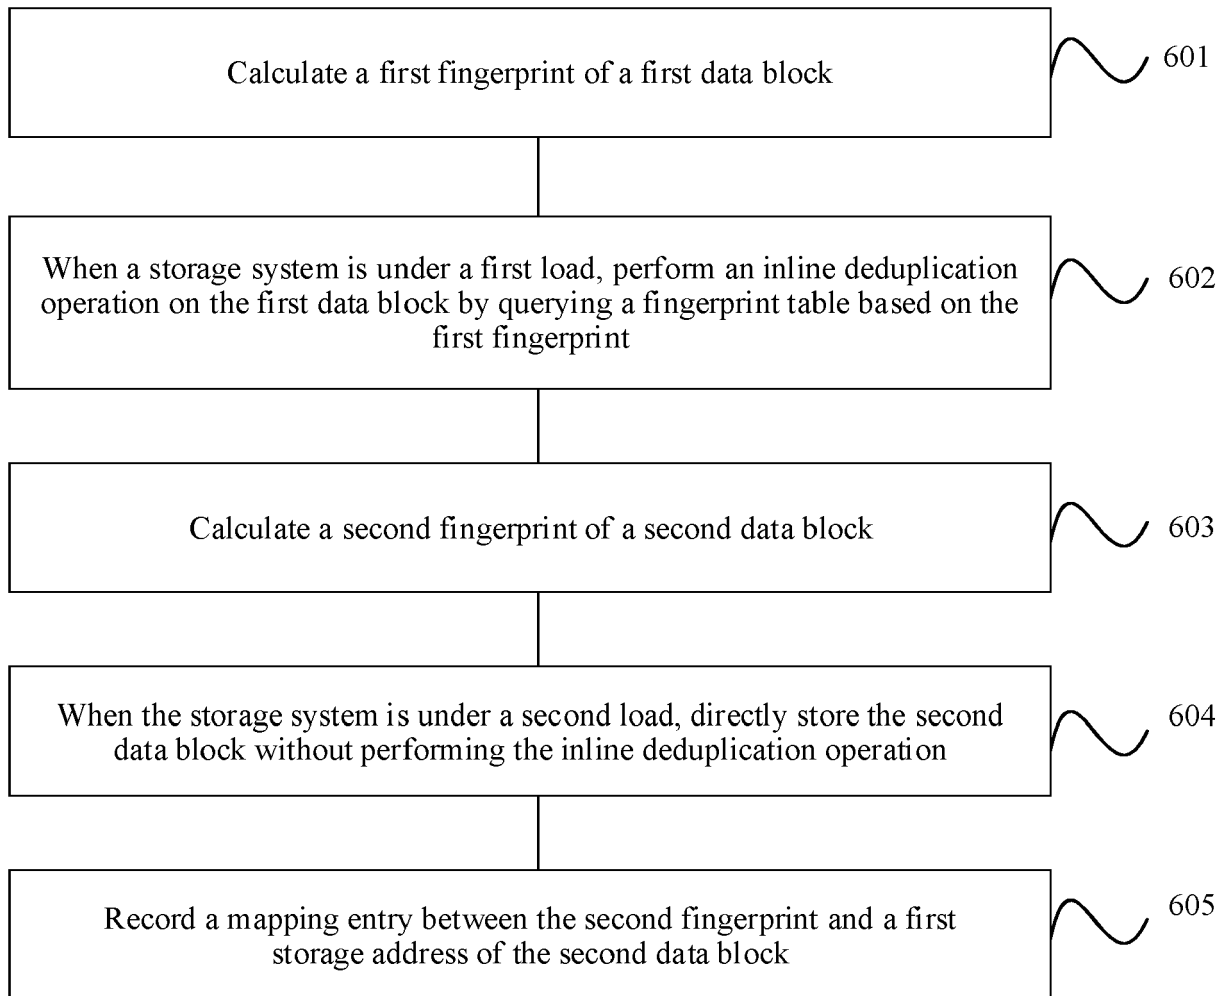 Calculate a first fingerprint of a first data block
601
When a storage system is under a first load, perform an inline deduplication
operation on the first data block by querying a fingerprint table based on the
first fingerprint
602
Calculate a second fingerprint of a second data block
603
When the storage system is under a second load, directly store the second
data block without performing the inline deduplication operation
604
Record a mapping entry between the second fingerprint and a first
storage address of the second data block
605